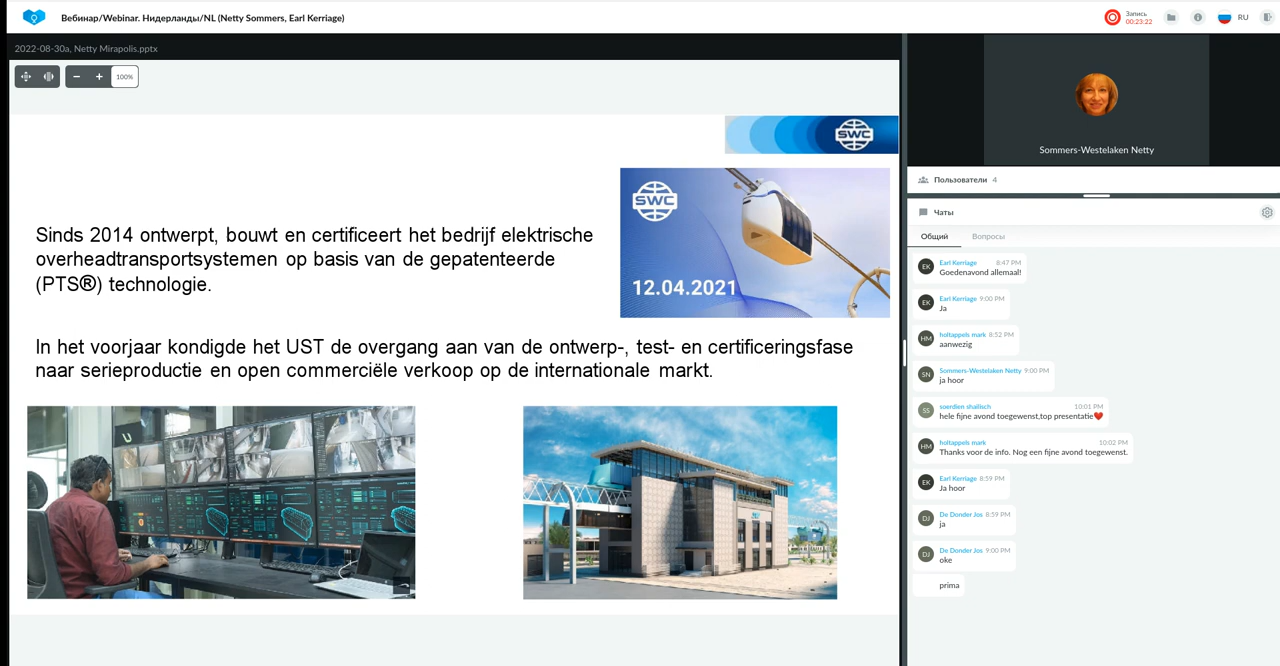 Вебинар/Webinar. Нидерланды/NL (Netty Sommers, Earl Kerriage)
Запись
00:23:22
RU
2022-08-30a, Netty Mirapolis.pptx
100%
SWC
Sinds 2014 ontwerpt, bouwt en certificeert het bedrijf elektrische
overheadtransportsystemen op basis van de gepatenteerde
(PTS®) technologie.
SWC
12.04.2021
In het voorjaar kondigde het UST de overgang aan van de ontwerp-, test- en certificeringsfase
naar serieproductie en open commerciële verkoop op de internationale markt.
Sommers-Westelaken Netty
Пользователи 4
Чаты
Общий
Вопросы
EK
Earl Kerriage 8:47 PM
Goedenavond allemaal!
EK
Earl Kerriage 9:00 PM
Ja
HM
holtappels mark 8:52 PM
aanwezig
SN
Sommers-Westelaken Netty 9:00 PM
ja hoor
SS
soerdien shallisch 10:01 PM
hele fijne avond toegewenst,top presentatie❤️
HM
holtappels mark 10:02 PM
Thanks voor de info. Nog een fijne avond toegewenst.
EK
Earl Kerriage 8:59 PM
Ja hoor
DJ
De Donder Jos 8:59 PM
ja
DJ
De Donder Jos 9:00 PM
oke
prima